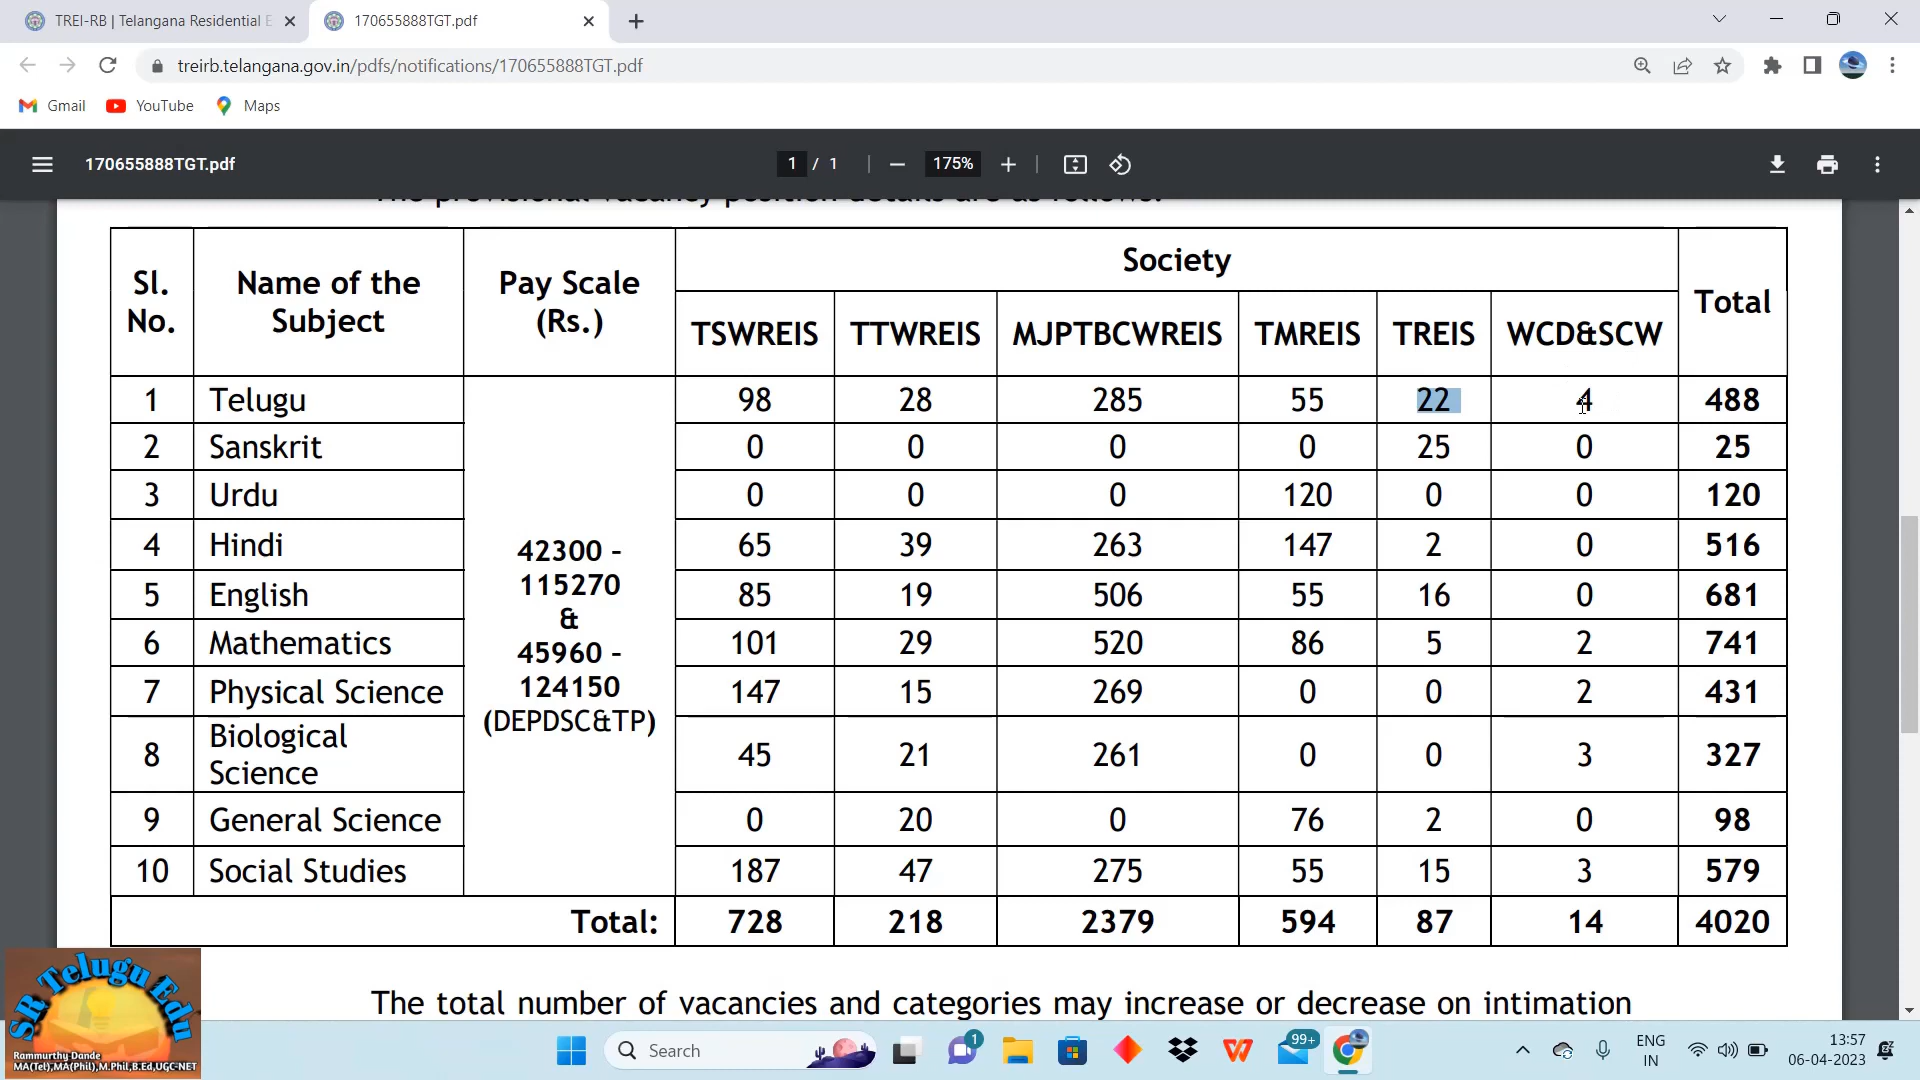 TREI-RB | Telangana Residential E
170655888TGT.pdf
treirb.telangana.gov.in/pdfs/notifications/170655888TGT.pdf
Gmail YouTube Maps
170655888TGT.pdf 1 / 1 175%
The provisional vacancy position details are as follows:
Sl. No. Name of the Subject Pay Scale (Rs.) Society Total
TSWREIS TTWREIS MJPTBCWREIS TMREIS TREIS WCD&SCW
1 Telugu 98 28 285 55 22 4 488
2 Sanskrit 0 0 0 0 25 0 25
3 Urdu 0 0 0 120 0 0 120
4 Hindi 65 39 263 147 2 0 516
5 English 85 19 506 55 16 0 681
6 Mathematics 101 29 520 86 5 2 741
7 Physical Science 147 15 269 0 0 2 431
8 Biological Science 45 21 261 0 0 3 327
9 General Science 0 20 0 76 2 0 98
10 Social Studies 187 47 275 55 15 3 579
42300 -
115270
&
45960 -
124150
(DEPDSC&TP)
Total: 728 218 2379 594 87 14 4020
The total number of vacancies and categories may increase or decrease on intimation
SR Telugu Edu
Rammurthy Dande
MA(Tel),MA(Phil),M.Phil,B.Ed,UGC-NET
Search
1
99+
ENG
IN
13:57
06-04-2023